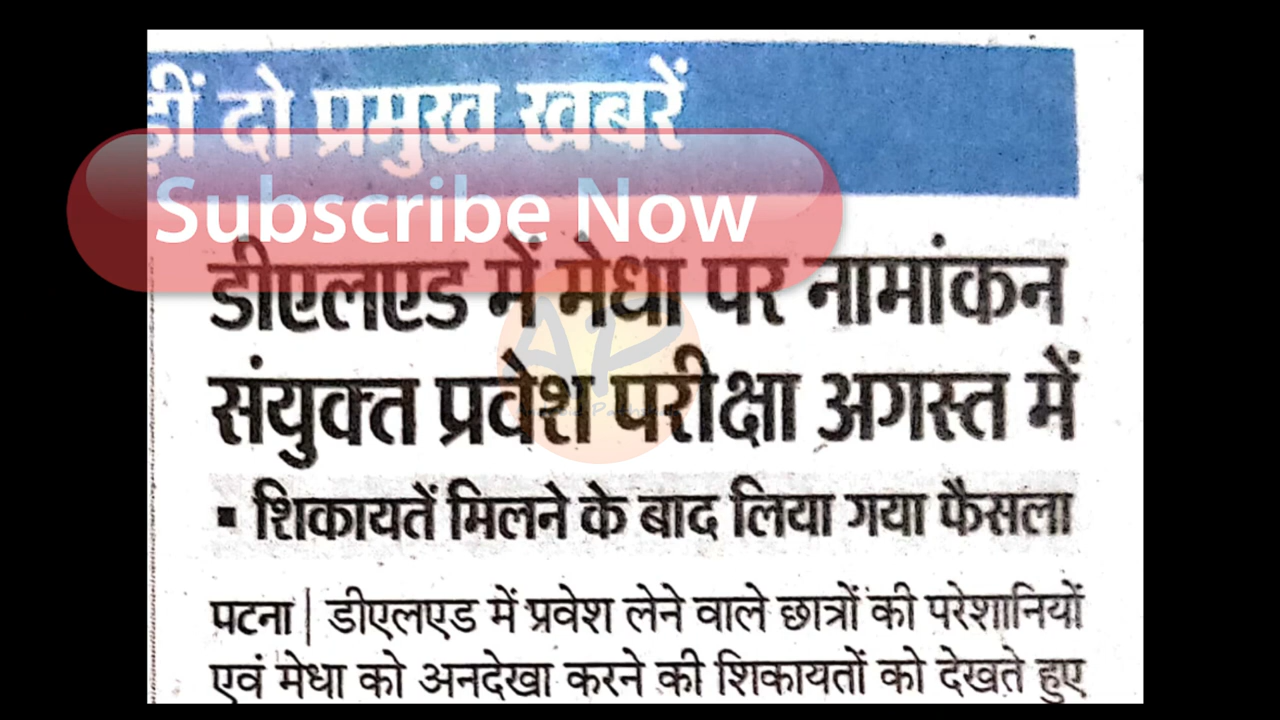 दो प्रमुख खबरें
Subscribe Now
डीएलएड में मेधा पर नामांकन
संयुक्त प्रवेश परीक्षा अगस्त में
▪ शिकायतें मिलने के बाद लिया गया फैसला
पटना | डीएलएड में प्रवेश लेने वाले छात्रों की परेशानियों
एवं मेधा को अनदेखा करने की शिकायतों को देखते हुए
AP